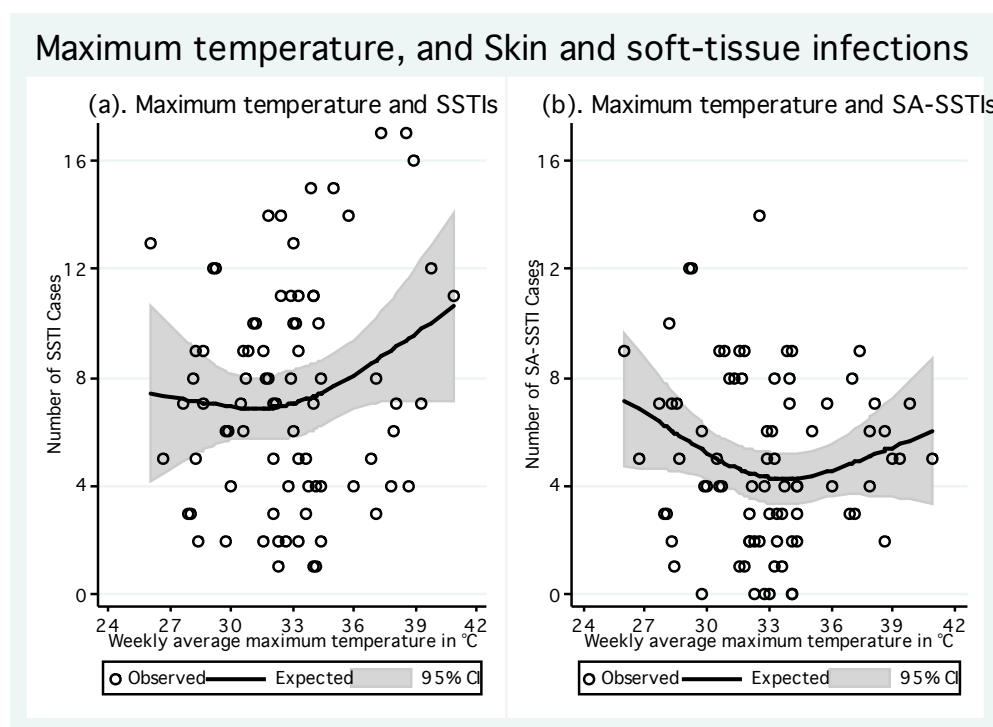 Maximum temperature, and Skin and soft-tissue infections
(a). Maximum temperature and SSTIs
Number of SSTI Cases
16
12
8
4
0
24 27 30 33 36 39 42
Weekly average maximum temperature in °C
Observed Expected 95% CI
(b). Maximum temperature and SA-SSTIs
Number of SA-SSTI Cases
16
12
8
4
0
24 27 30 33 36 39 42
Weekly average maximum temperature in °C
Observed Expected 95% CI